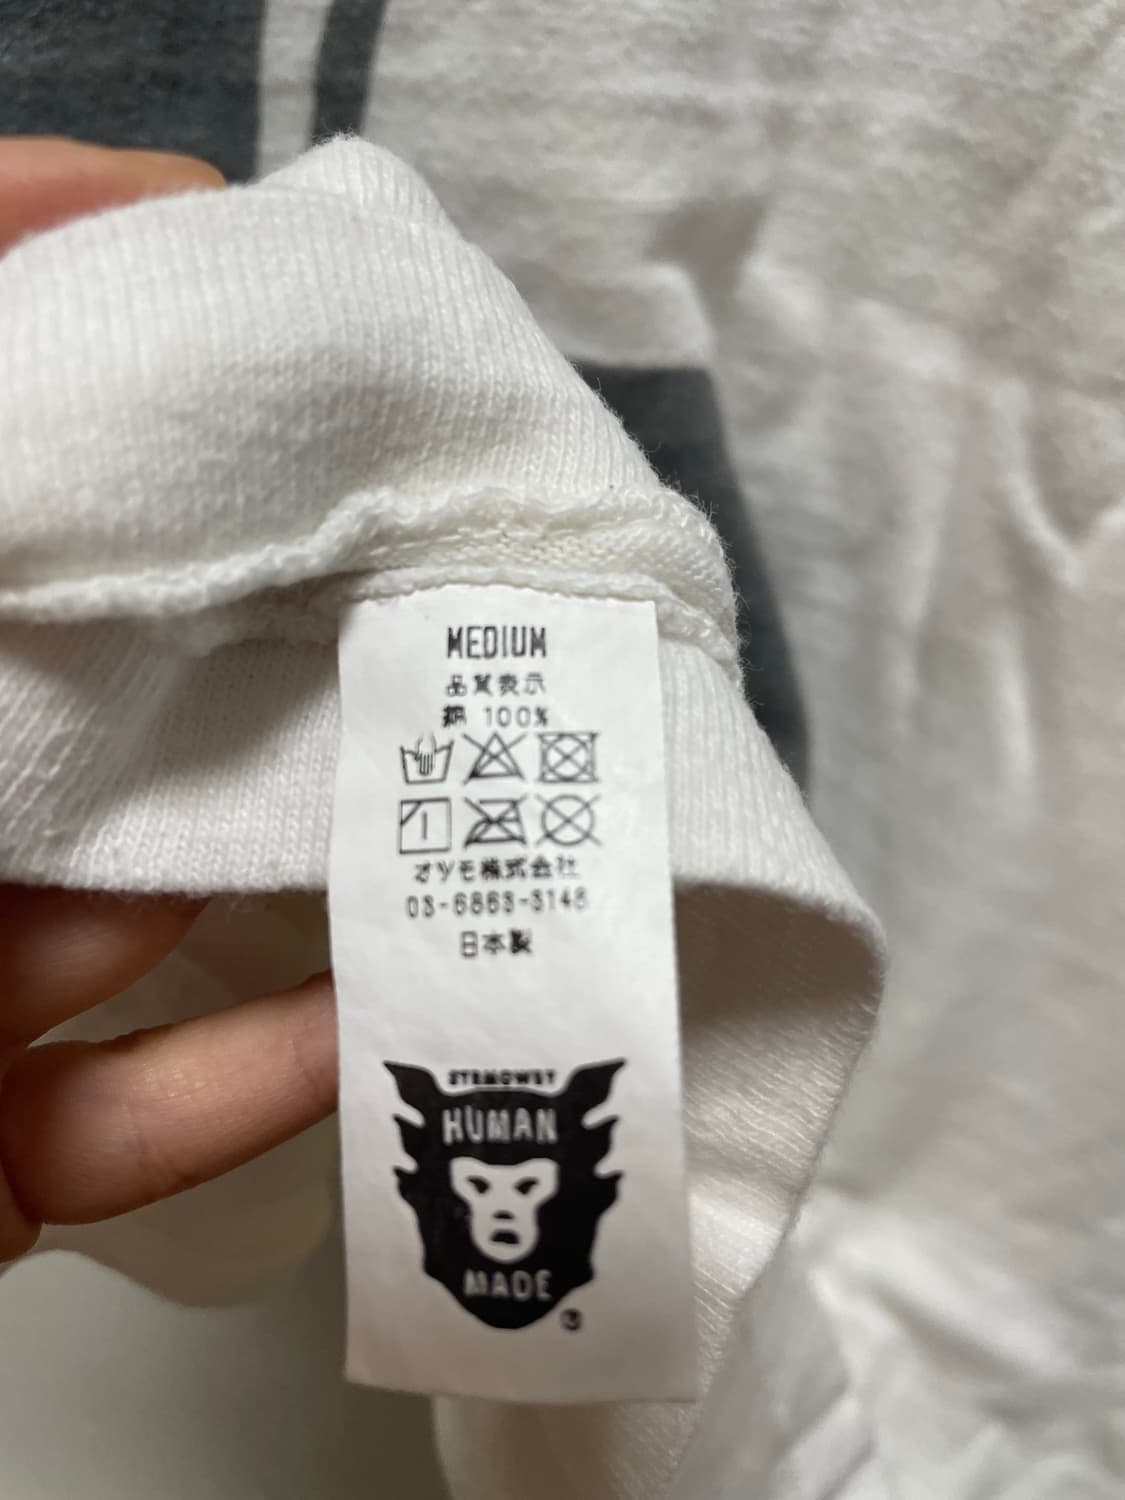 MEDIUM
品質表示
綿 100%
オツモ株式会社
03-6863-3148
日本製
STRMCWBY
HUMAN
MADE